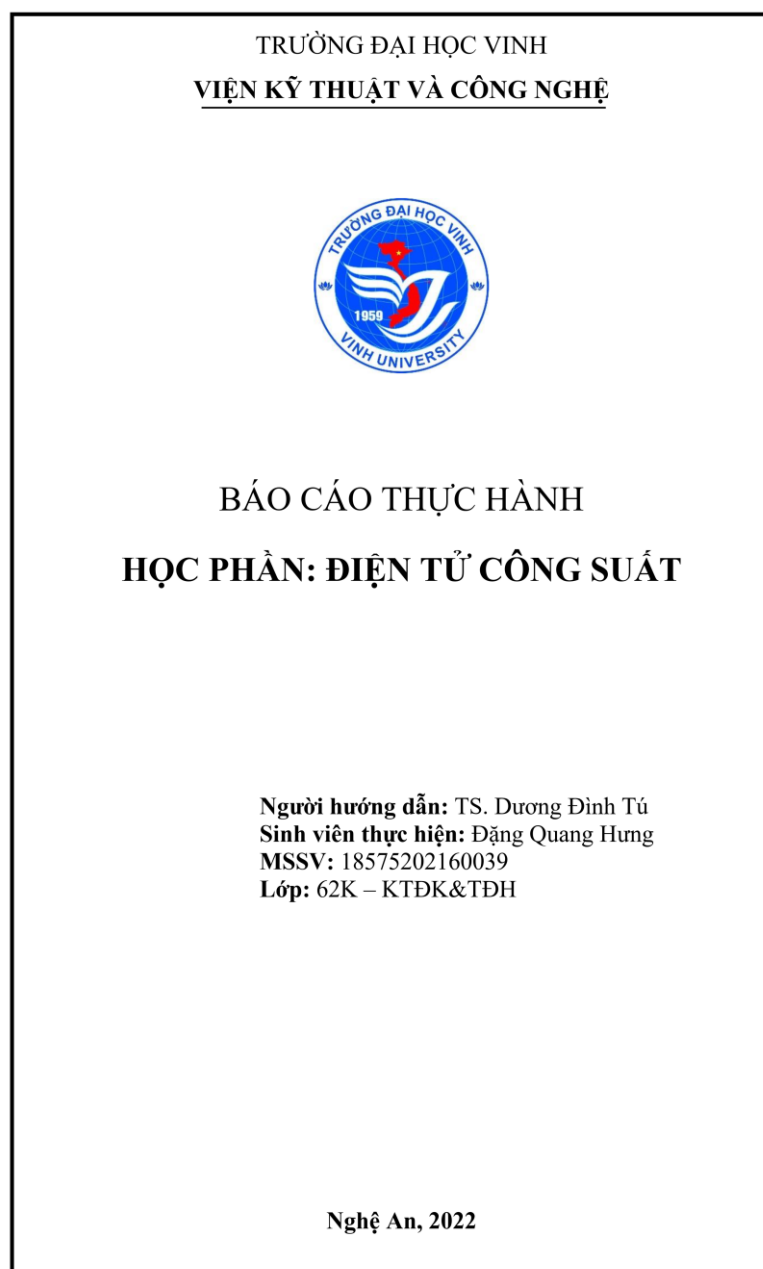 TRƯỜNG ĐẠI HỌC VINH
VIỆN KỸ THUẬT VÀ CÔNG NGHỆ
TRƯỜNG ĐẠI HỌC VINH
1959
VINH UNIVERSITY
BÁO CÁO THỰC HÀNH
HỌC PHẦN: ĐIỆN TỬ CÔNG SUẤT
Người hướng dẫn: TS. Dương Đình Tú
Sinh viên thực hiện: Đặng Quang Hưng
MSSV: 18575202160039
Lớp: 62K – KTĐK&TĐH
Nghệ An, 2022